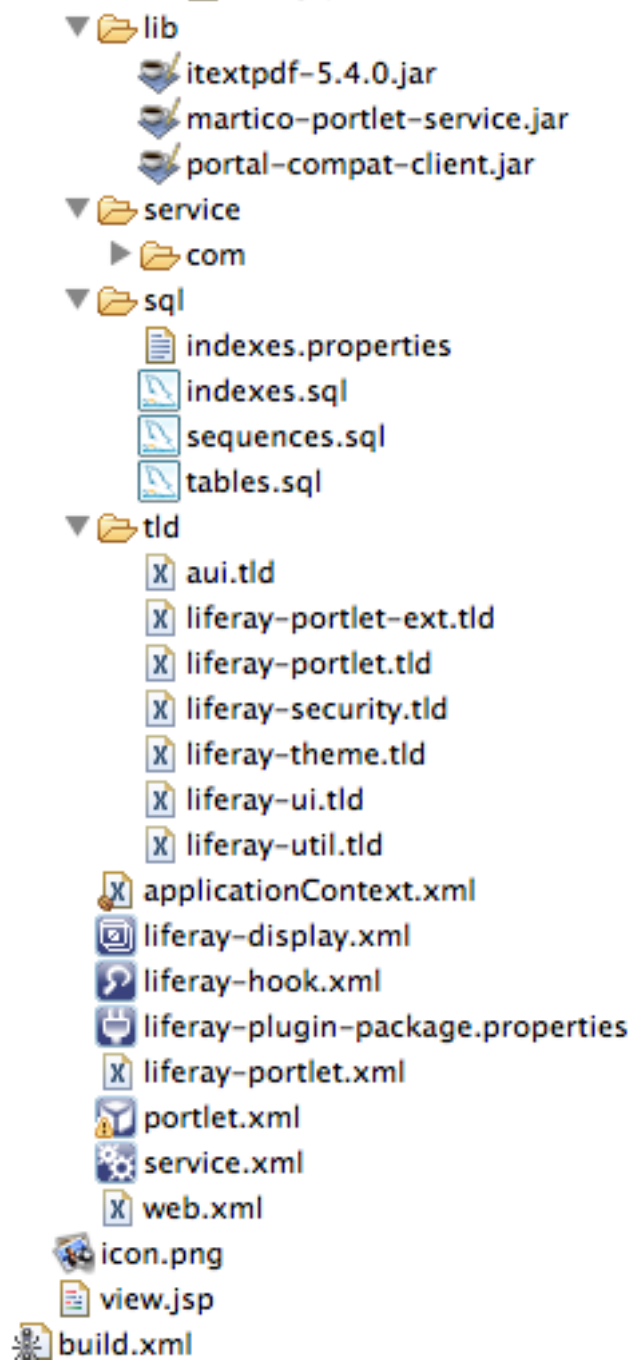 lib
itextpdf-5.4.0.jar
martico-portlet-service.jar
portal-compat-client.jar
service
com
sql
indexes.properties
indexes.sql
sequences.sql
tables.sql
tld
aui.tld
liferay-portlet-ext.tld
liferay-portlet.tld
liferay-security.tld
liferay-theme.tld
liferay-ui.tld
liferay-util.tld
applicationContext.xml
liferay-display.xml
liferay-hook.xml
liferay-plugin-package.properties
liferay-portlet.xml
portlet.xml
service.xml
web.xml
icon.png
view.jsp
build.xml